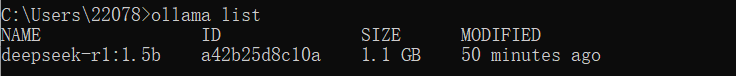 C:\Users\22078>ollama list
NAME ID SIZE MODIFIED
deepseek-r1:1.5b a42b25d8c10a 1.1 GB 50 minutes ago